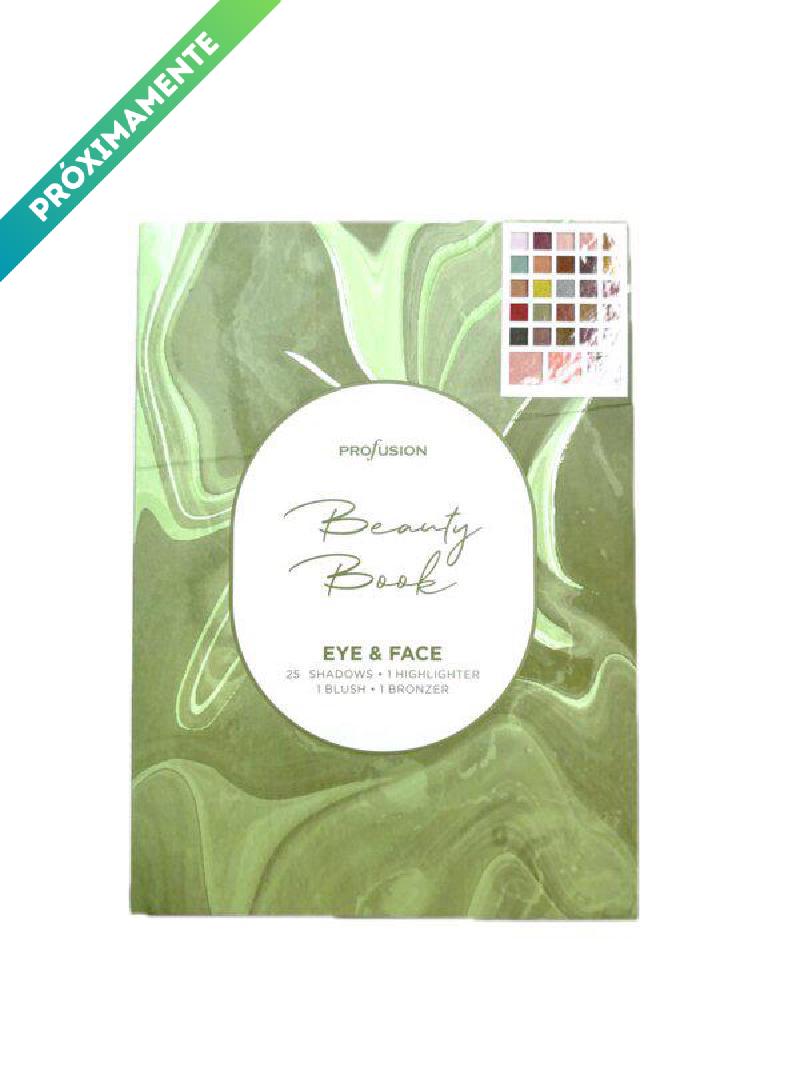 PRÓXIMAMENTE
PROfUSION
Beauty
Book
EYE & FACE
25 SHADOWS • 1 HIGHLIGHTER
1 BLUSH • 1 BRONZER